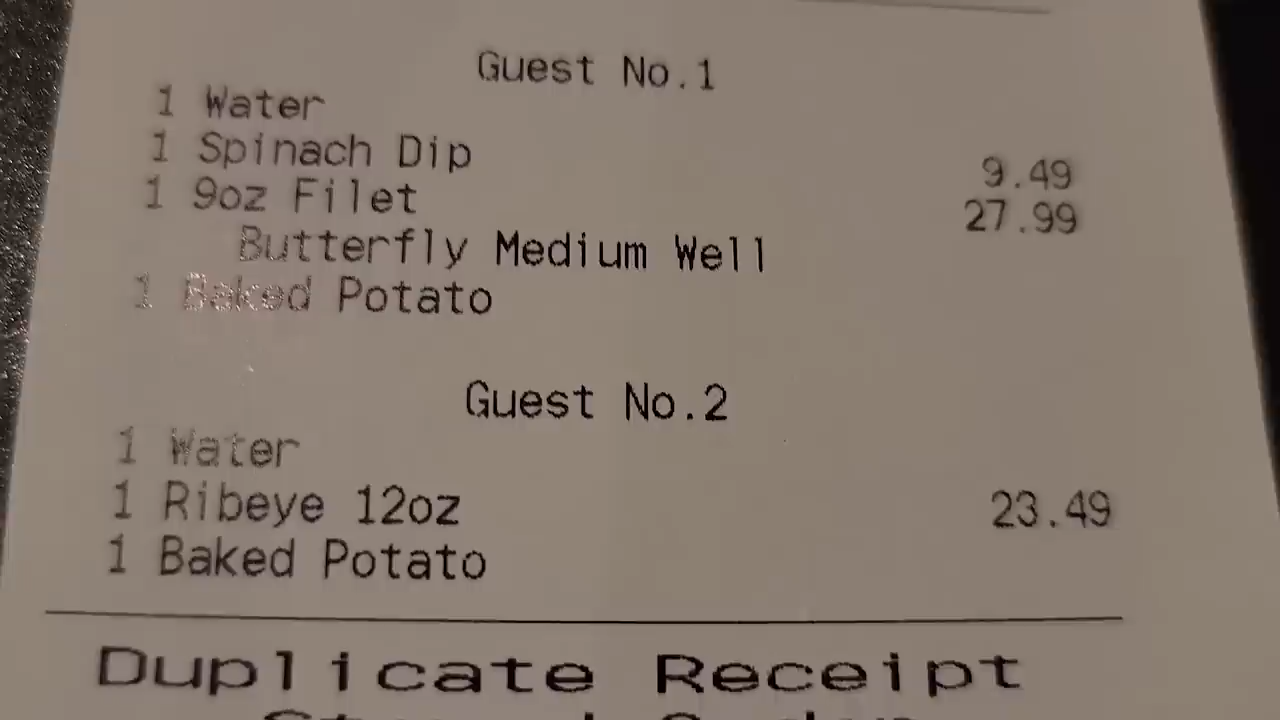 Guest No.1
1 Water
1 Spinach Dip 9.49
1 9oz Filet 27.99
Butterfly Medium Well
1 Baked Potato
Guest No.2
1 Water
1 Ribeye 12oz 23.49
1 Baked Potato
Duplicate Receipt